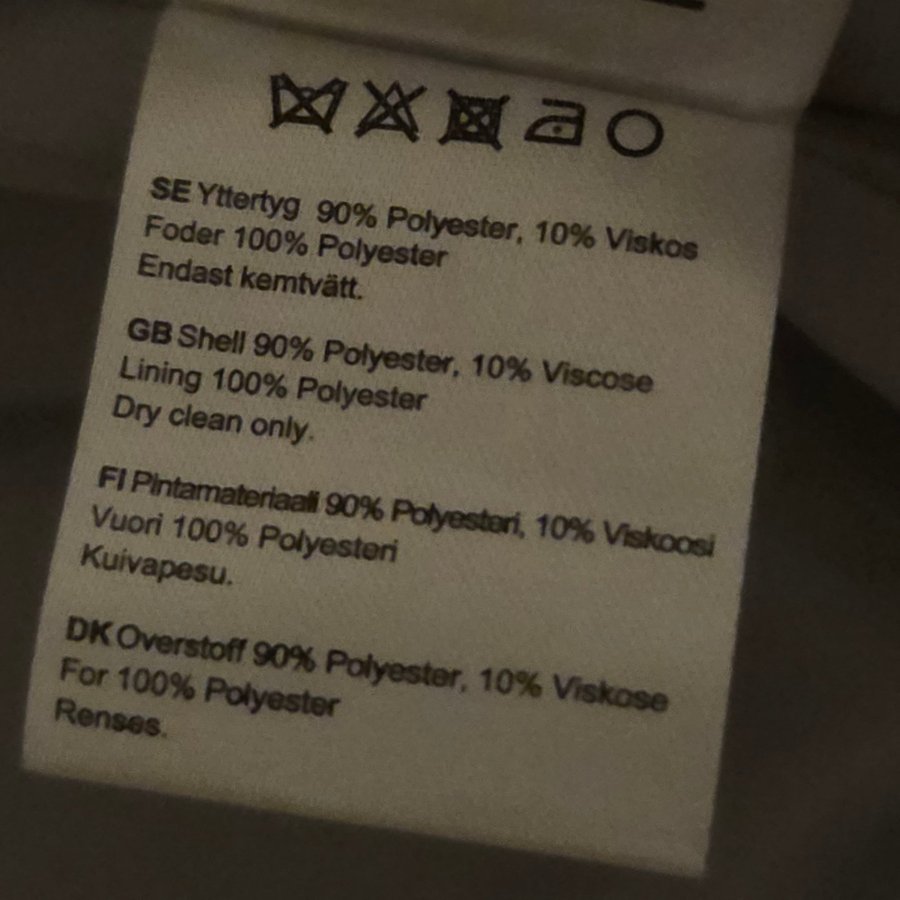 SE Yttertyg 90% Polyester, 10% Viskos
Foder 100% Polyester
Endast kemtvätt.
GB Shell 90% Polyester, 10% Viscose
Lining 100% Polyester
Dry clean only.
FI Pintamateriaali 90% Polyesteri, 10% Viskoosi
Vuori 100% Polyesteri
Kuivapesu.
DK Overstoff 90% Polyester, 10% Viskose
For 100% Polyester
Renses.